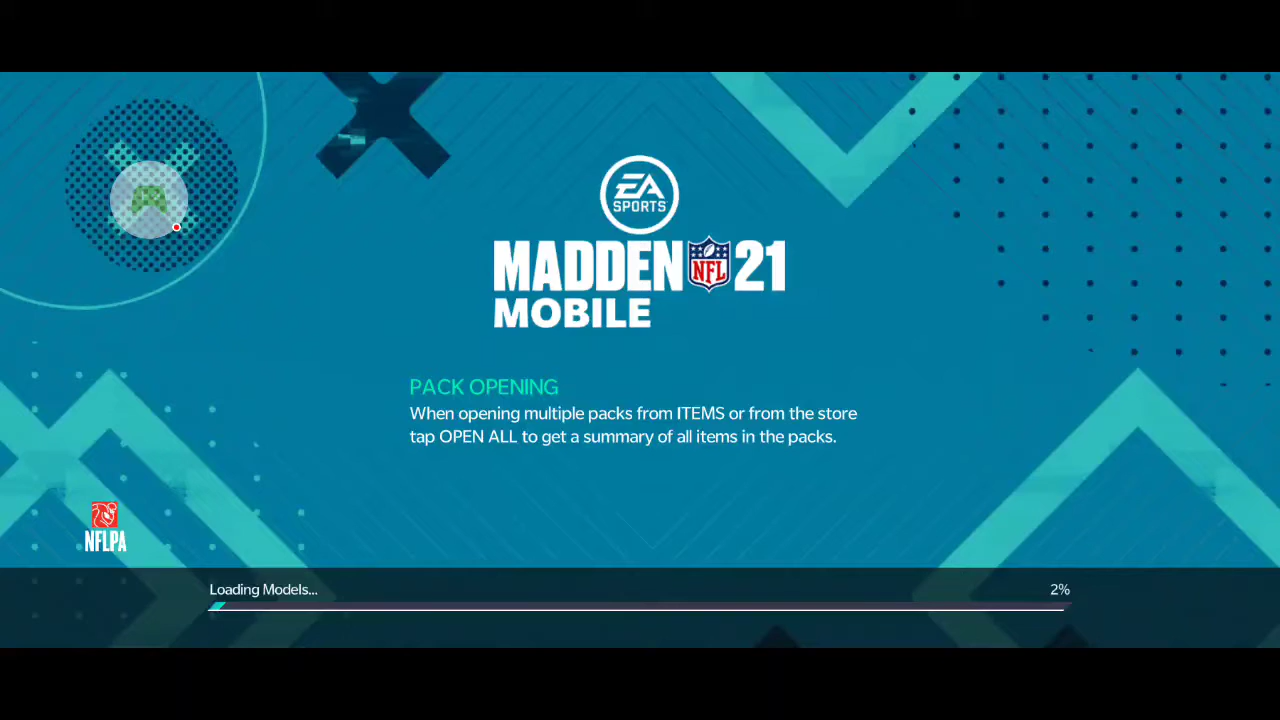 EA
SPORTS
MADDEN NFL 21
MOBILE
PACK OPENING
When opening multiple packs from ITEMS or from the store
tap OPEN ALL to get a summary of all items in the packs.
NFLPA
Loading Models... 2%